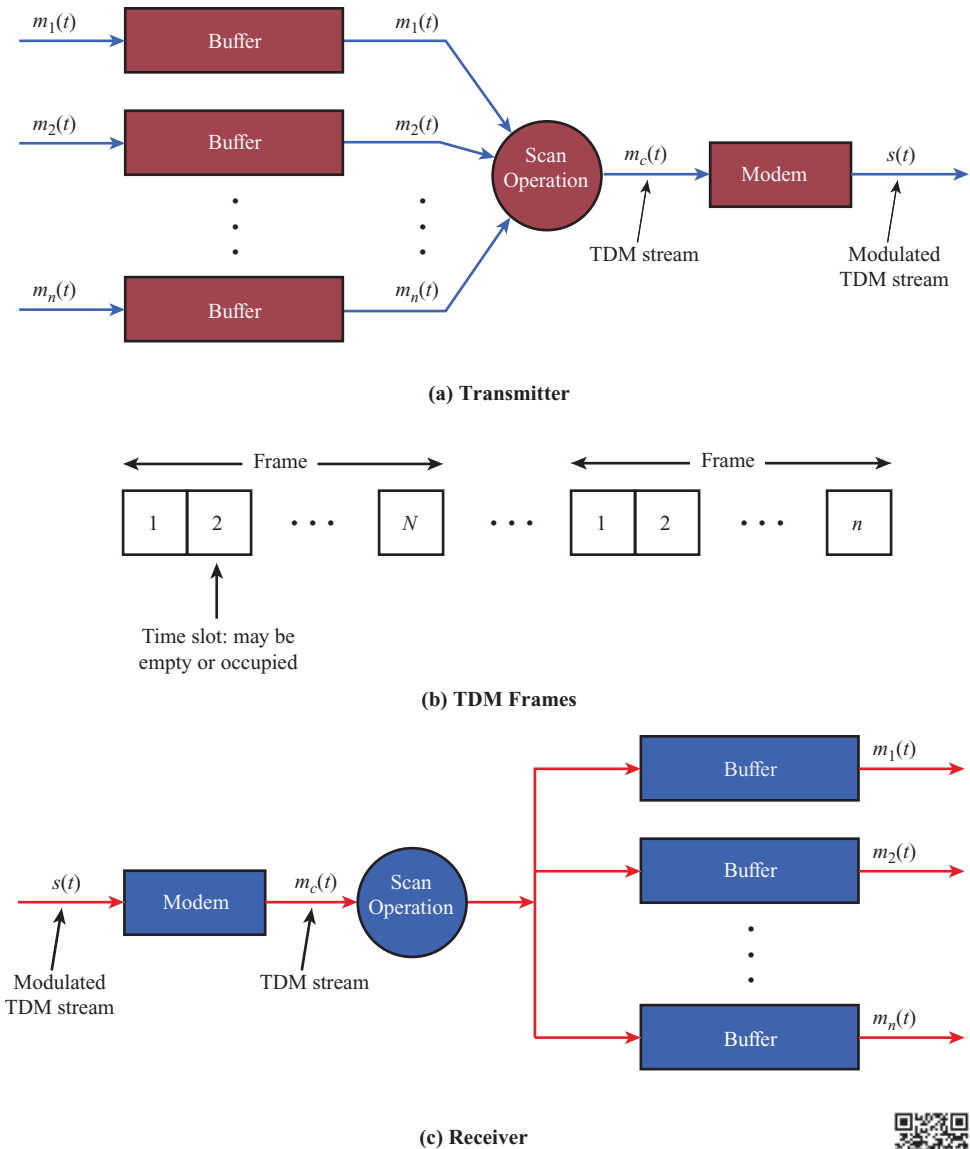 m₁(t)
Buffer
m₁(t)
m₂(t)
Buffer
m₂(t)
Scan
Operation
m_c(t)
Modem
s(t)
TDM stream
Modulated
TDM stream
mₙ(t)
Buffer
mₙ(t)
(a) Transmitter
Frame
Frame
1 2 • • • N • • • 1 2 • • • n
Time slot: may be
empty or occupied
(b) TDM Frames
Buffer
m₁(t)
s(t)
Modem
m_c(t)
Scan
Operation
Buffer
m₂(t)
Modulated
TDM stream
TDM stream
Buffer
mₙ(t)
(c) Receiver